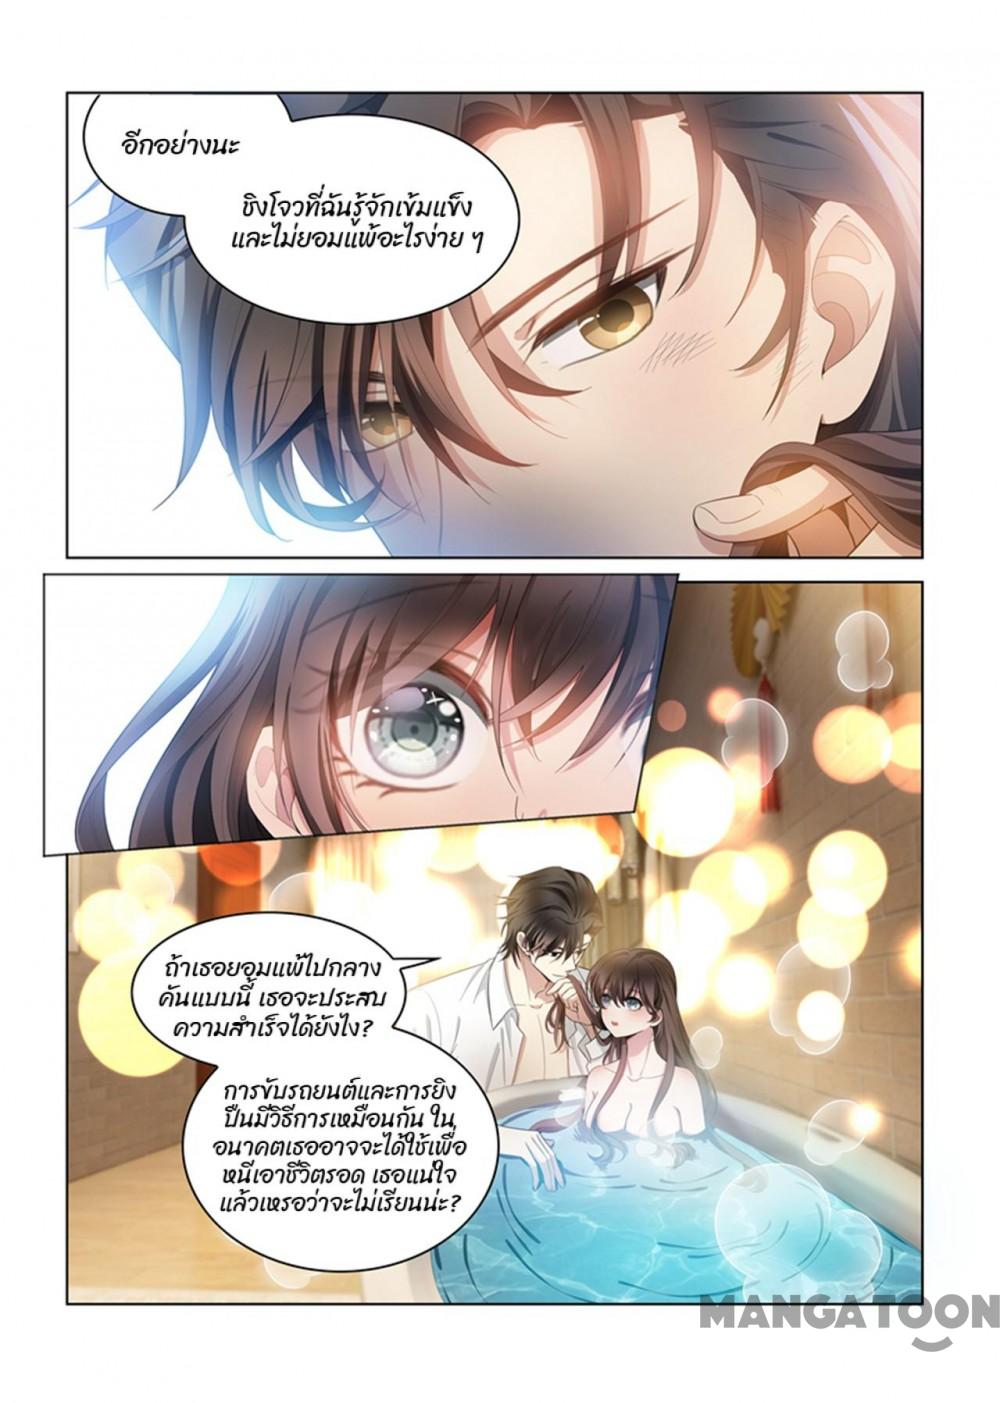 อีกอย่างนะ
ชิงโจวที่ฉันรู้จักเข้มแข็ง
และไม่ยอมแพ้อะไรง่าย ๆ
ถ้าเธอยอมแพ้ไปกลาง
คันแบบนี้ เธอจะประสบ
ความสำเร็จได้ยังไง?
การขับรถยนต์และการยิง
ปืนมีวิธีการเหมือนกัน ใน
อนาคตเธออาจจะได้ใช้เพื่อ
หนีเอาชีวิตรอด เธอแน่ใจ
แล้วเหรอว่าจะไม่เรียนน่ะ?
MANGATOON